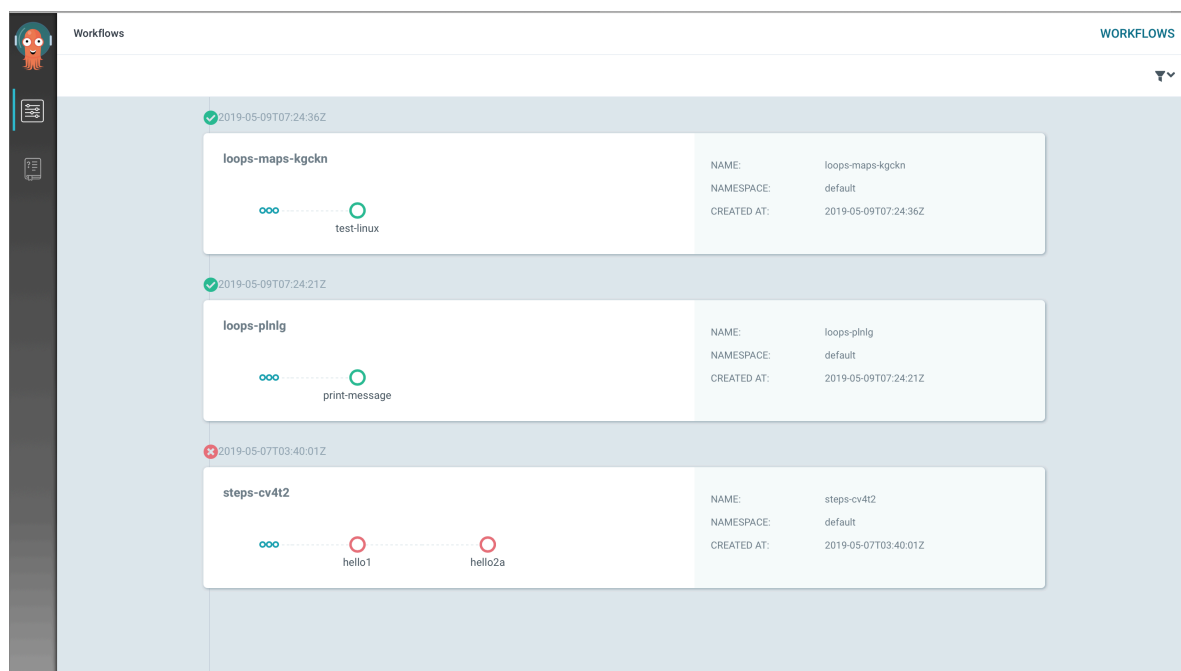 Workflows
WORKFLOWS
2019-05-09T07:24:36Z
loops-maps-kgckn
test-linux
NAME: loops-maps-kgckn
NAMESPACE: default
CREATED AT: 2019-05-09T07:24:36Z
2019-05-09T07:24:21Z
loops-plnlg
print-message
NAME: loops-plnlg
NAMESPACE: default
CREATED AT: 2019-05-09T07:24:21Z
2019-05-07T03:40:01Z
steps-cv4t2
hello1 hello2a
NAME: steps-cv4t2
NAMESPACE: default
CREATED AT: 2019-05-07T03:40:01Z